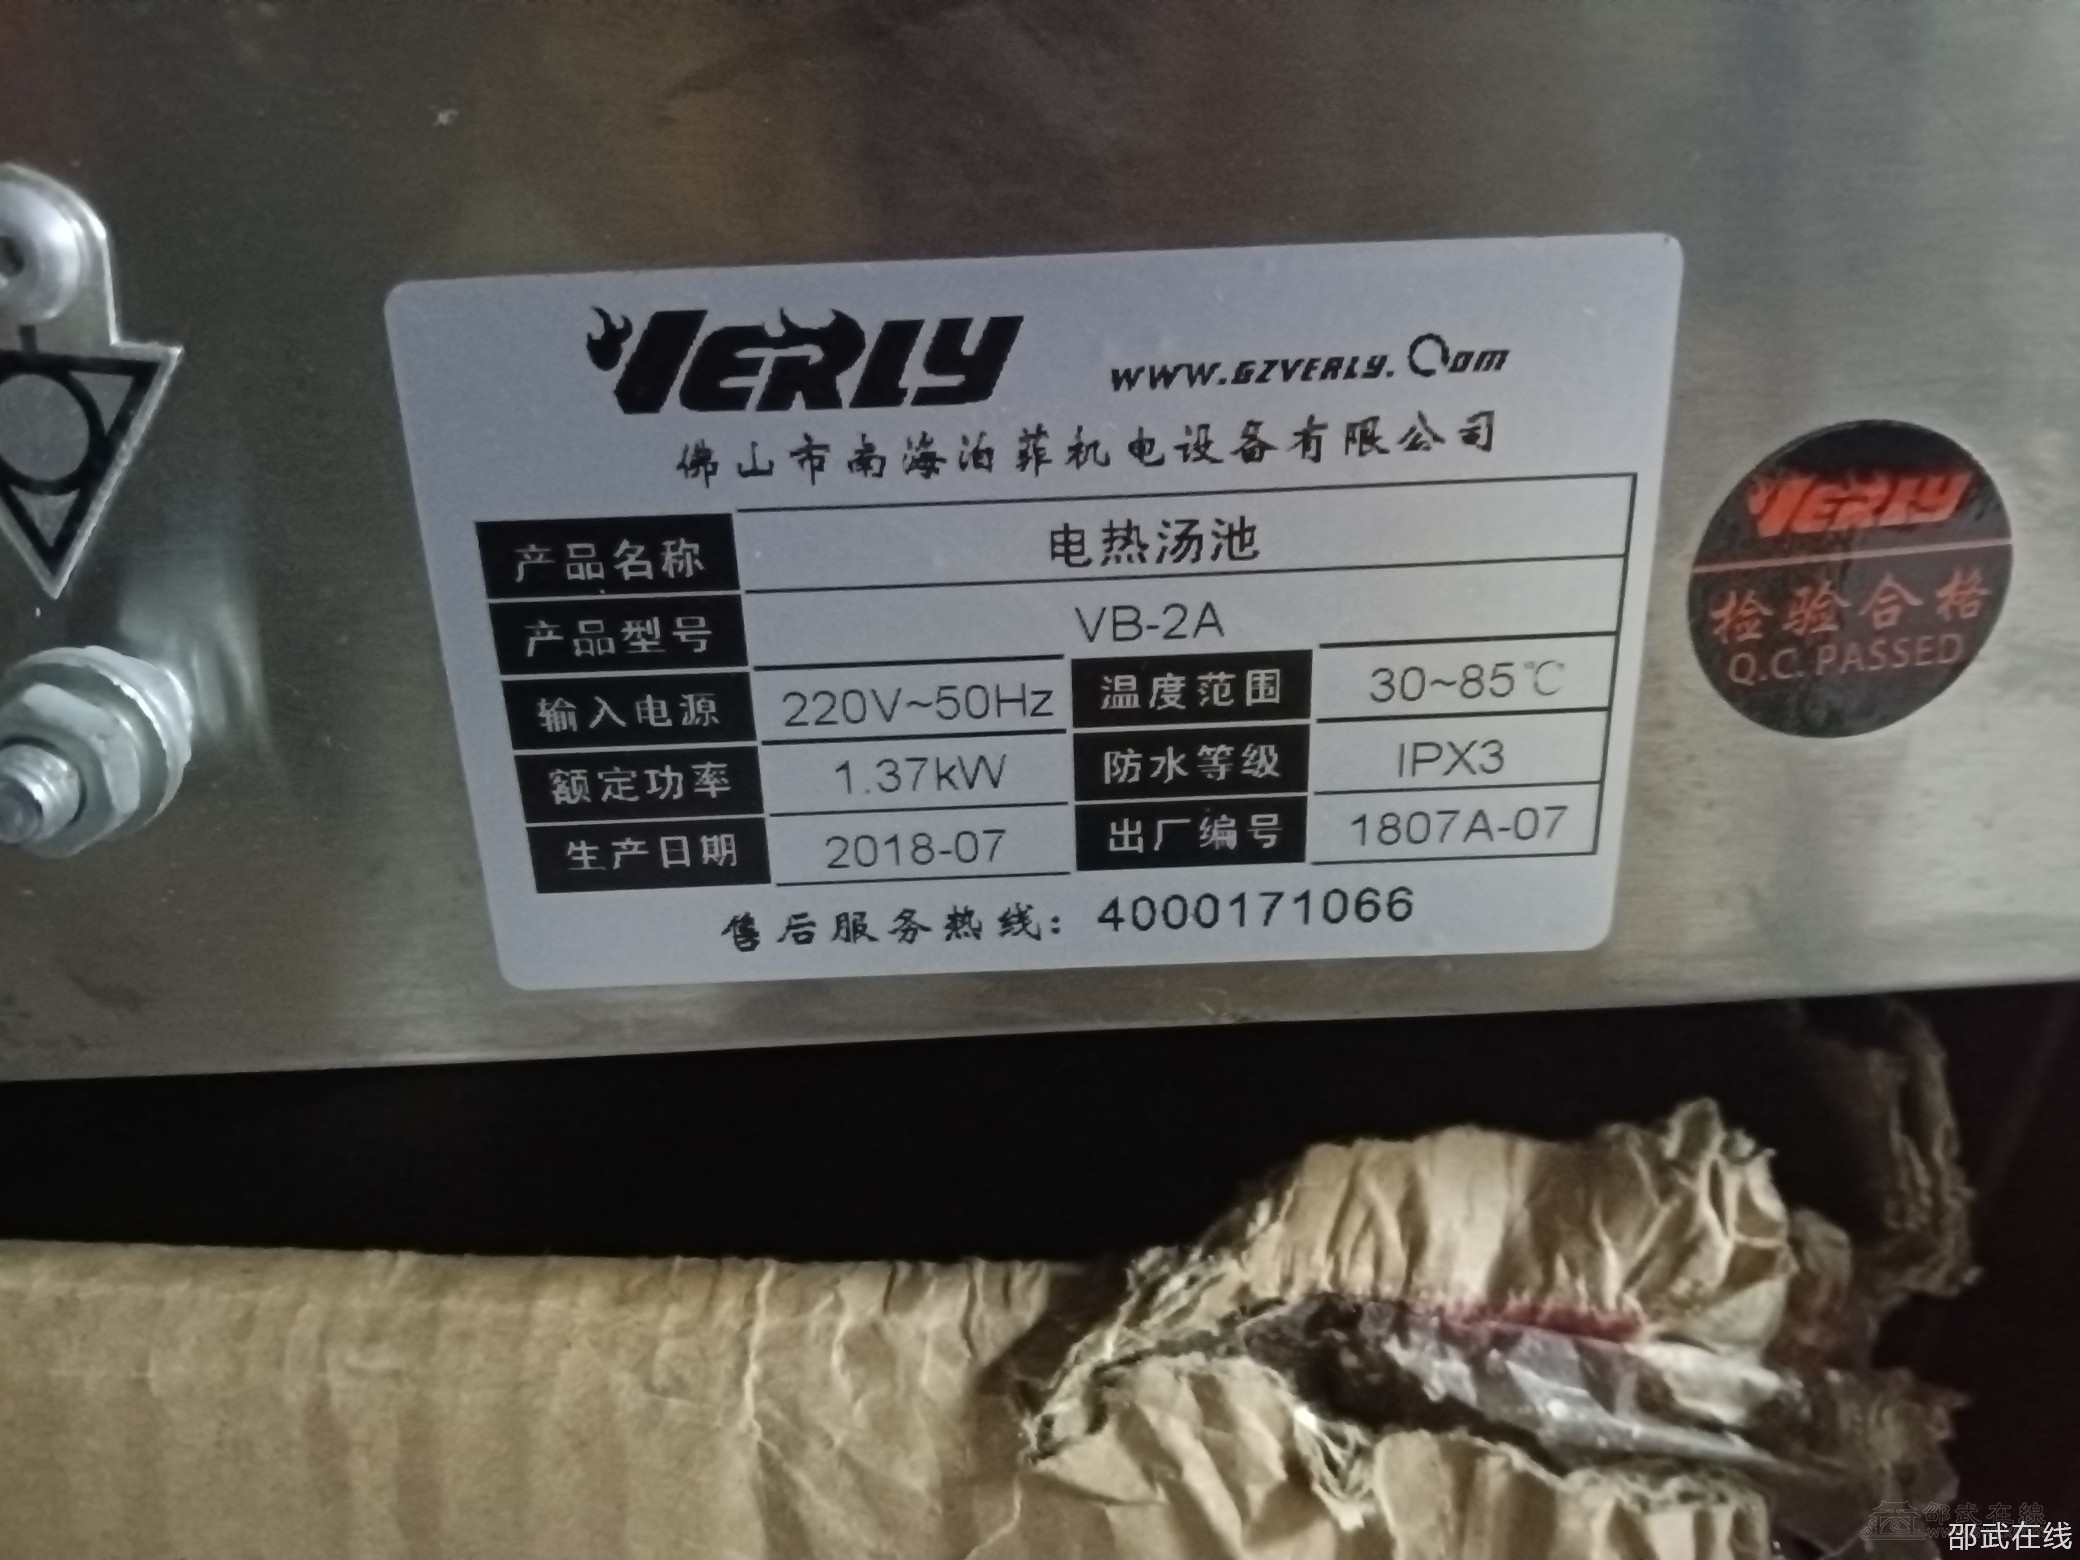 VERLY www.GZVERLY.Com
佛山市南海泊菲机电设备有限公司
产品名称 电热汤池
产品型号 VB-2A
输入电源 220V~50Hz 温度范围 30~85℃
额定功率 1.37kW 防水等级 IPX3
生产日期 2018-07 出厂编号 1807A-07
售后服务热线: 4000171066
VERLY
检验合格
Q.C. PASSED
邵武在線
邵武在线